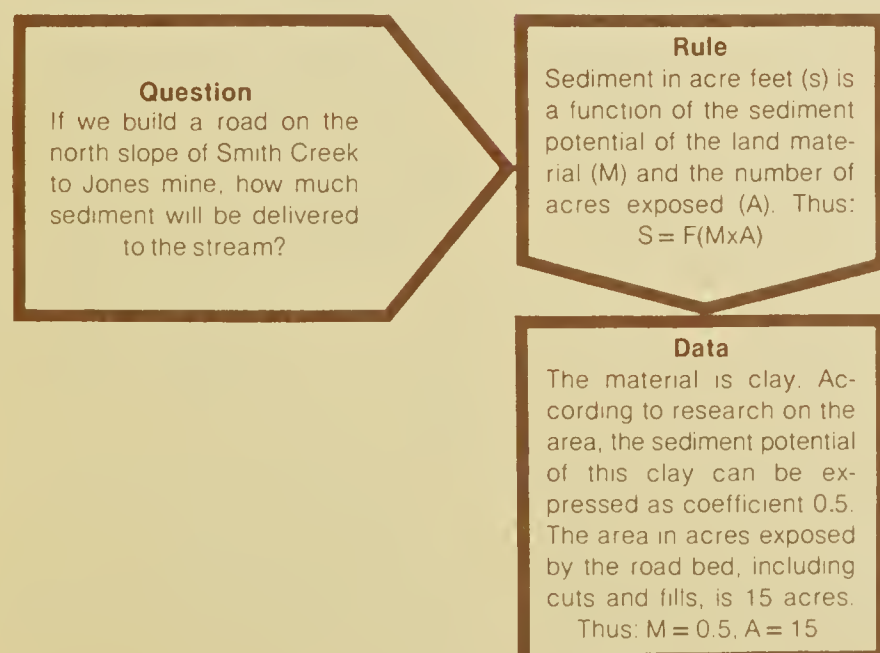 Question
If we build a road on the
north slope of Smith Creek
to Jones mine, how much
sediment will be delivered
to the stream?
Rule
Sediment in acre feet (s) is
a function of the sediment
potential of the land mate-
rial (M) and the number of
acres exposed (A). Thus:
S = F(MxA)
Data
The material is clay. Ac-
cording to research on the
area, the sediment potential
of this clay can be ex-
pressed as coefficient 0.5.
The area in acres exposed
by the road bed, including
cuts and fills, is 15 acres.
Thus: M = 0.5, A = 15